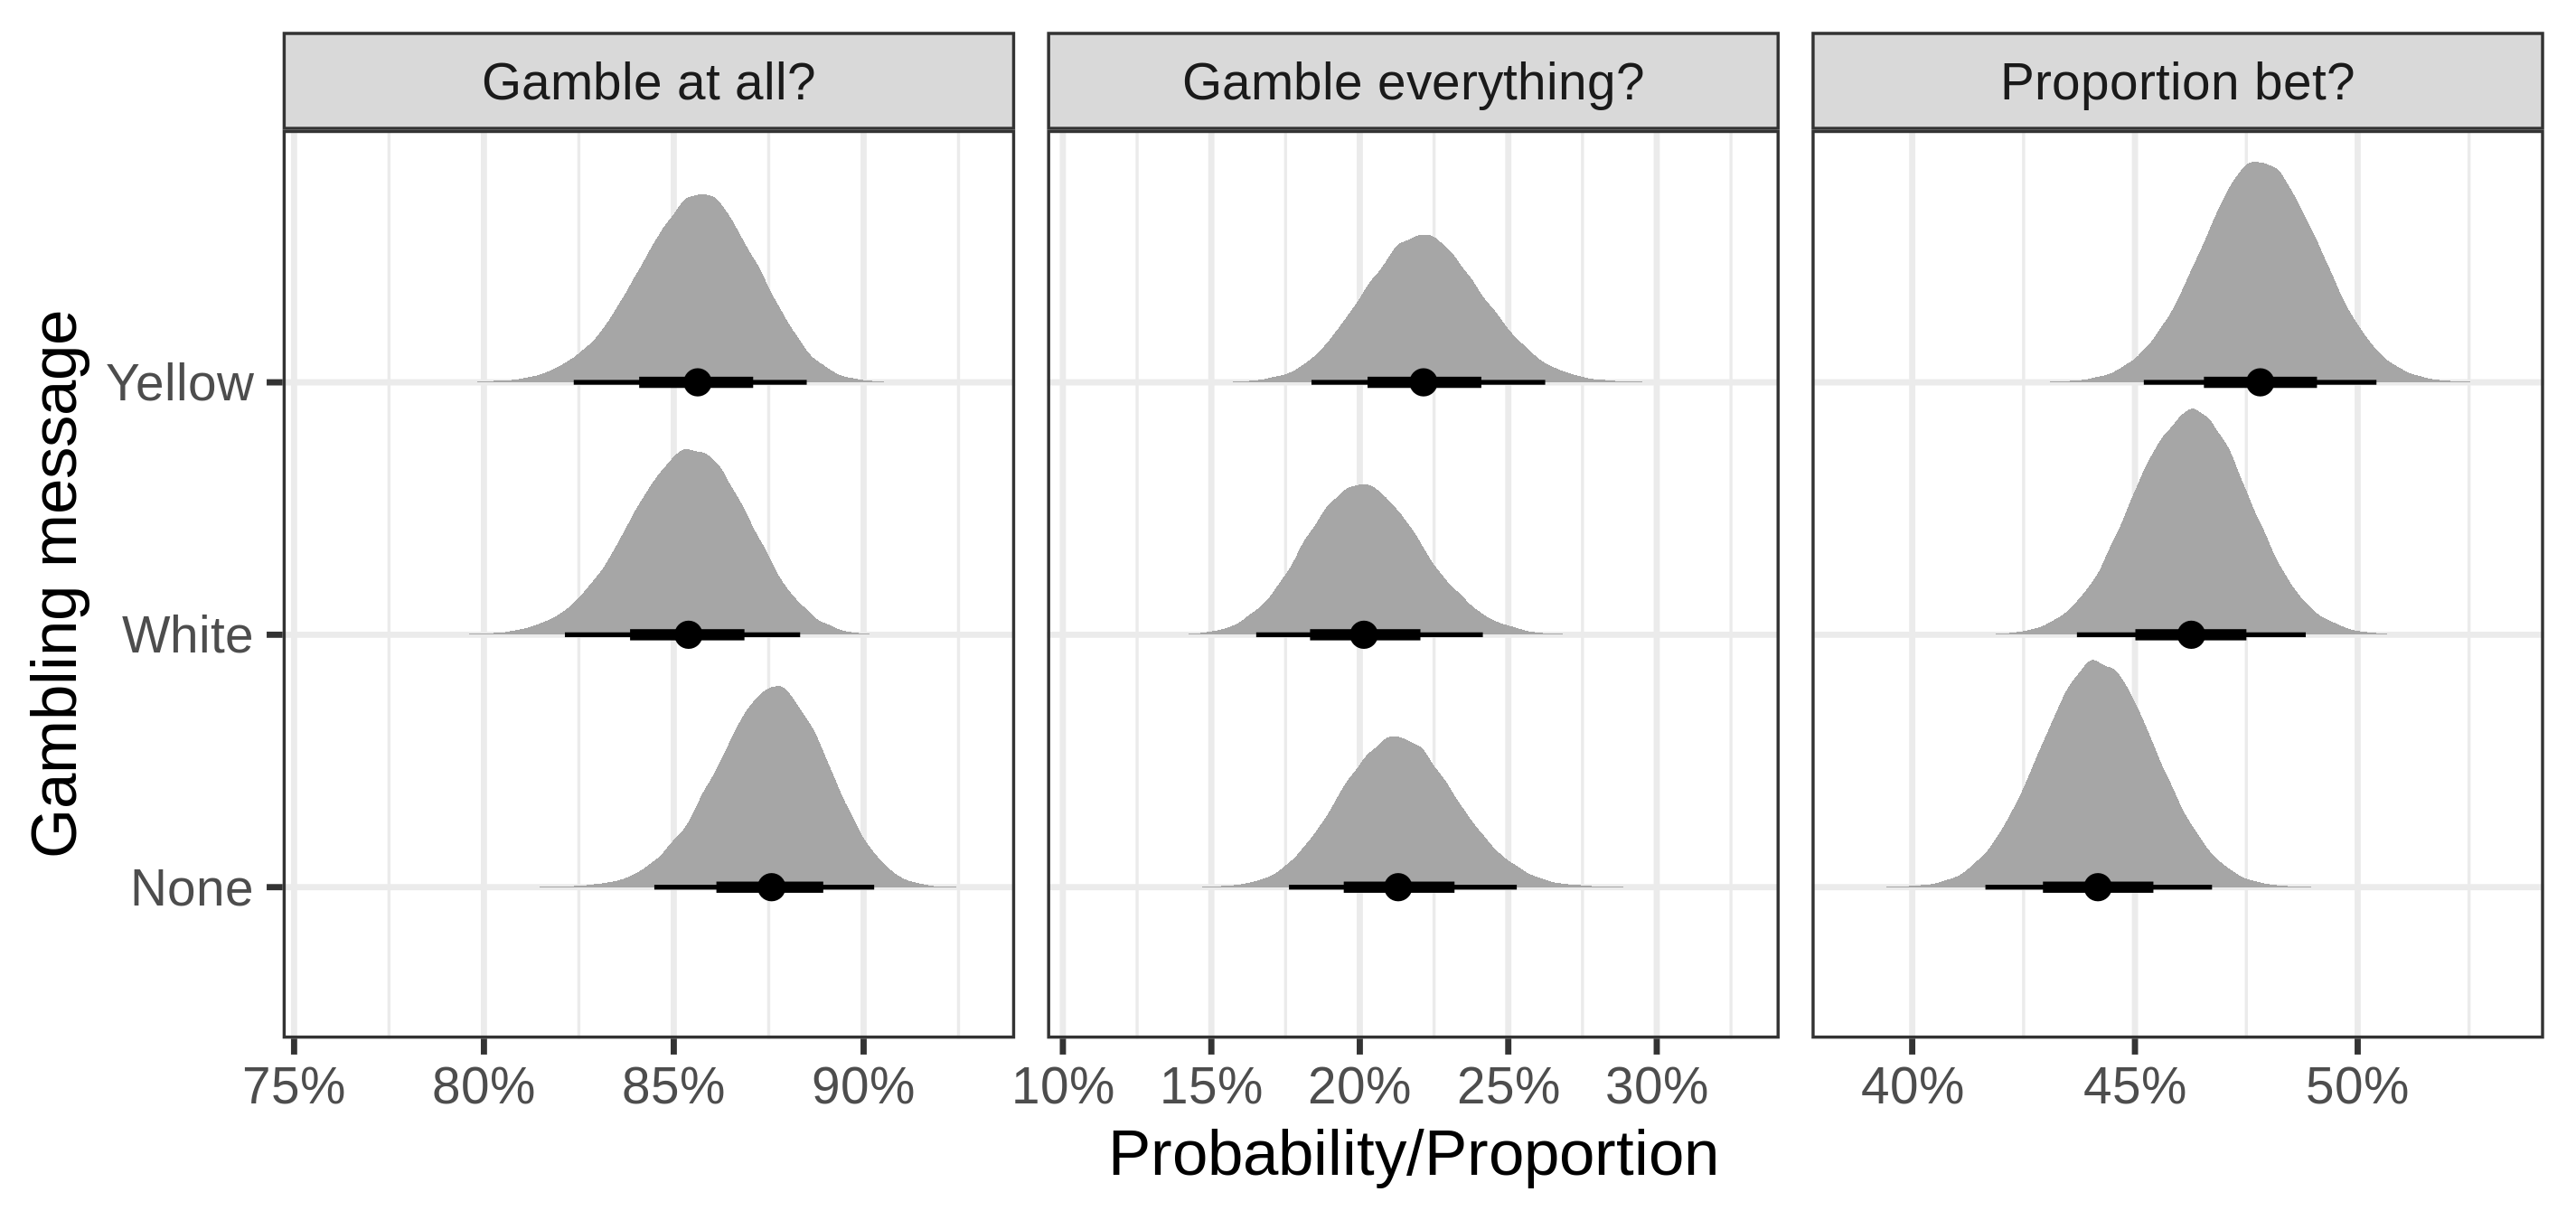 Gamble at all?
Gamble everything?
Proportion bet?
Gambling message
Yellow
White
None
75% 80% 85% 90%
10% 15% 20% 25% 30%
40% 45% 50%
Probability/Proportion